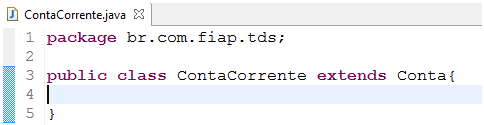 ContaCorrente.java
1 package br.com.fiap.tds;
2
3 public class ContaCorrente extends Conta{
4
5 }